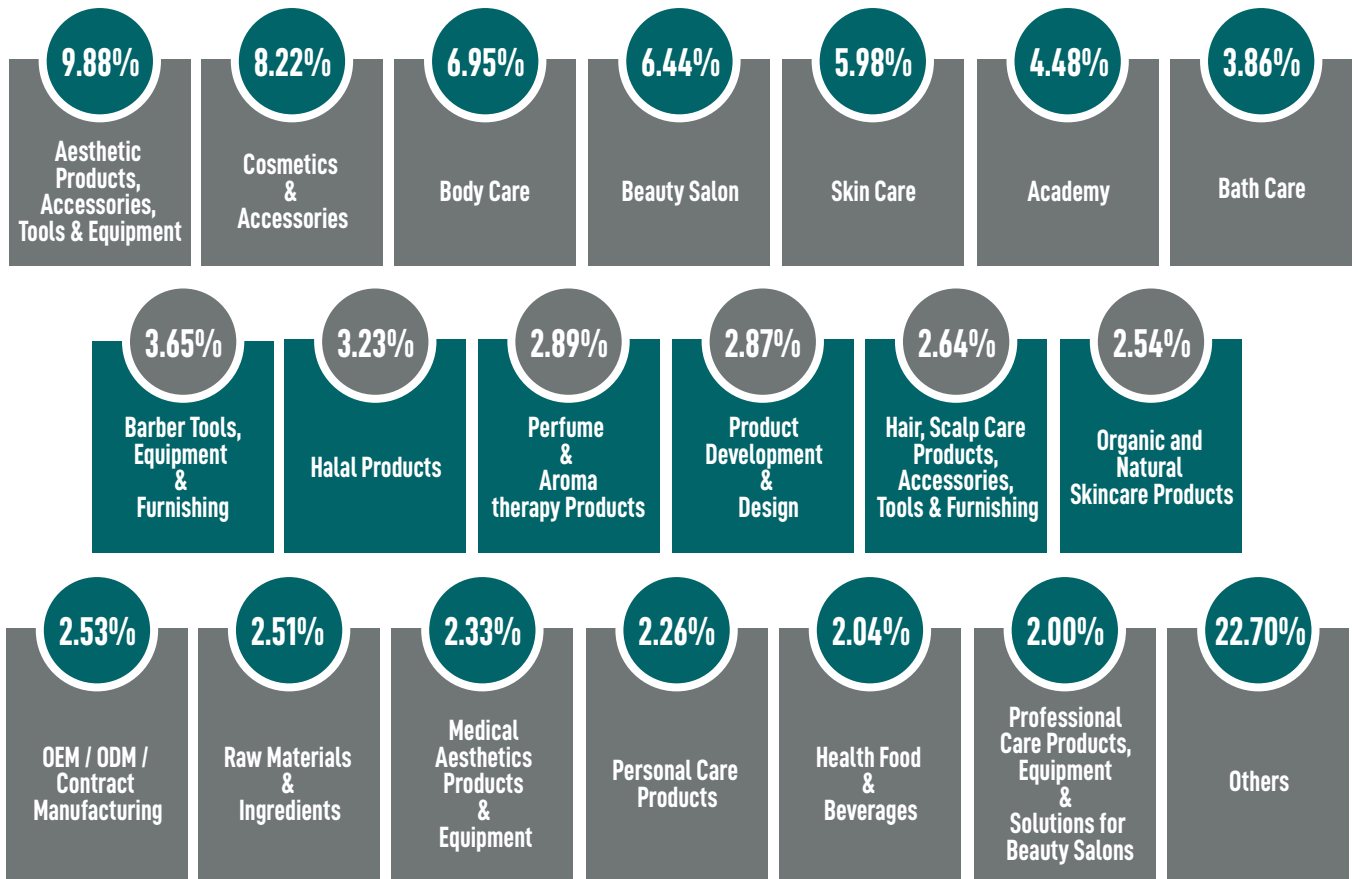 9.88%
Aesthetic
Products,
Accessories,
Tools & Equipment
8.22%
Cosmetics
&
Accessories
6.95%
Body Care
6.44%
Beauty Salon
5.98%
Skin Care
4.48%
Academy
3.86%
Bath Care
3.65%
Barber Tools,
Equipment
&
Furnishing
3.23%
Halal Products
2.89%
Perfume
&
Aroma
therapy Products
2.87%
Product
Development
&
Design
2.64%
Hair, Scalp Care
Products,
Accessories,
Tools & Furnishing
2.54%
Organic and
Natural
Skincare Products
2.53%
OEM / ODM /
Contract
Manufacturing
2.51%
Raw Materials
&
Ingredients
2.33%
Medical
Aesthetics
Products
&
Equipment
2.26%
Personal Care
Products
2.04%
Health Food
&
Beverages
2.00%
Professional
Care Products,
Equipment
&
Solutions for
Beauty Salons
22.70%
Others